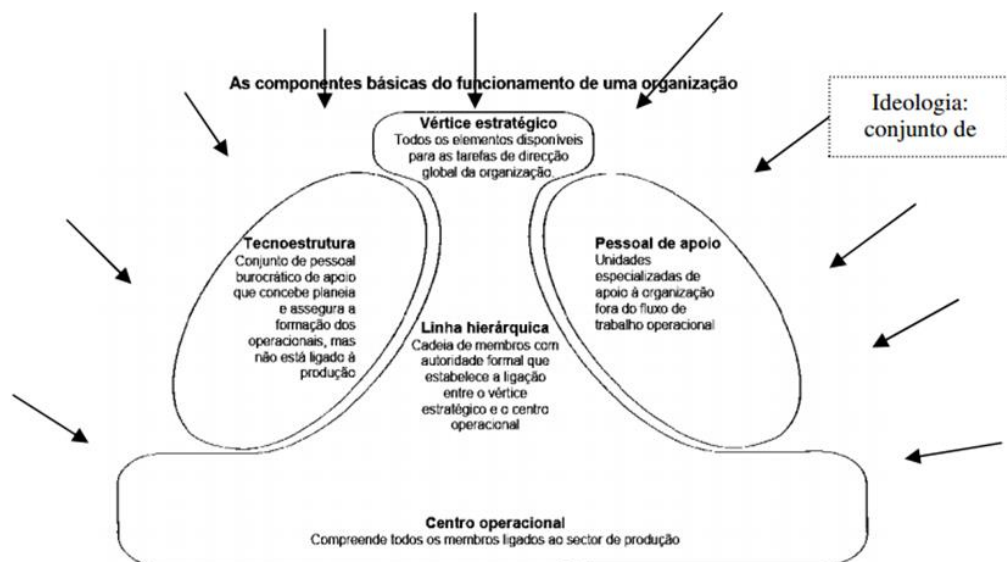 As componentes básicas do funcionamento de uma organização
Ideologia:
conjunto de
Vértice estratégico
Todos os elementos disponíveis
para as tarefas de direcção
global da organização.
Tecnoestrutura
Conjunto de pessoal
burocrático de apoio
que concebe planeia
e assegura a
formação dos
operacionais, mas
não está ligado à
produção
Pessoal de apoio
Unidades
especializadas de
apoio à organização
fora do fluxo de
trabalho operacional
Linha hierárquica
Cadeia de membros com
autoridade formal que
estabelece a ligação
entre o vértice
estratégico e o centro
operacional
Centro operacional
Compreende todos os membros ligados ao sector de produção